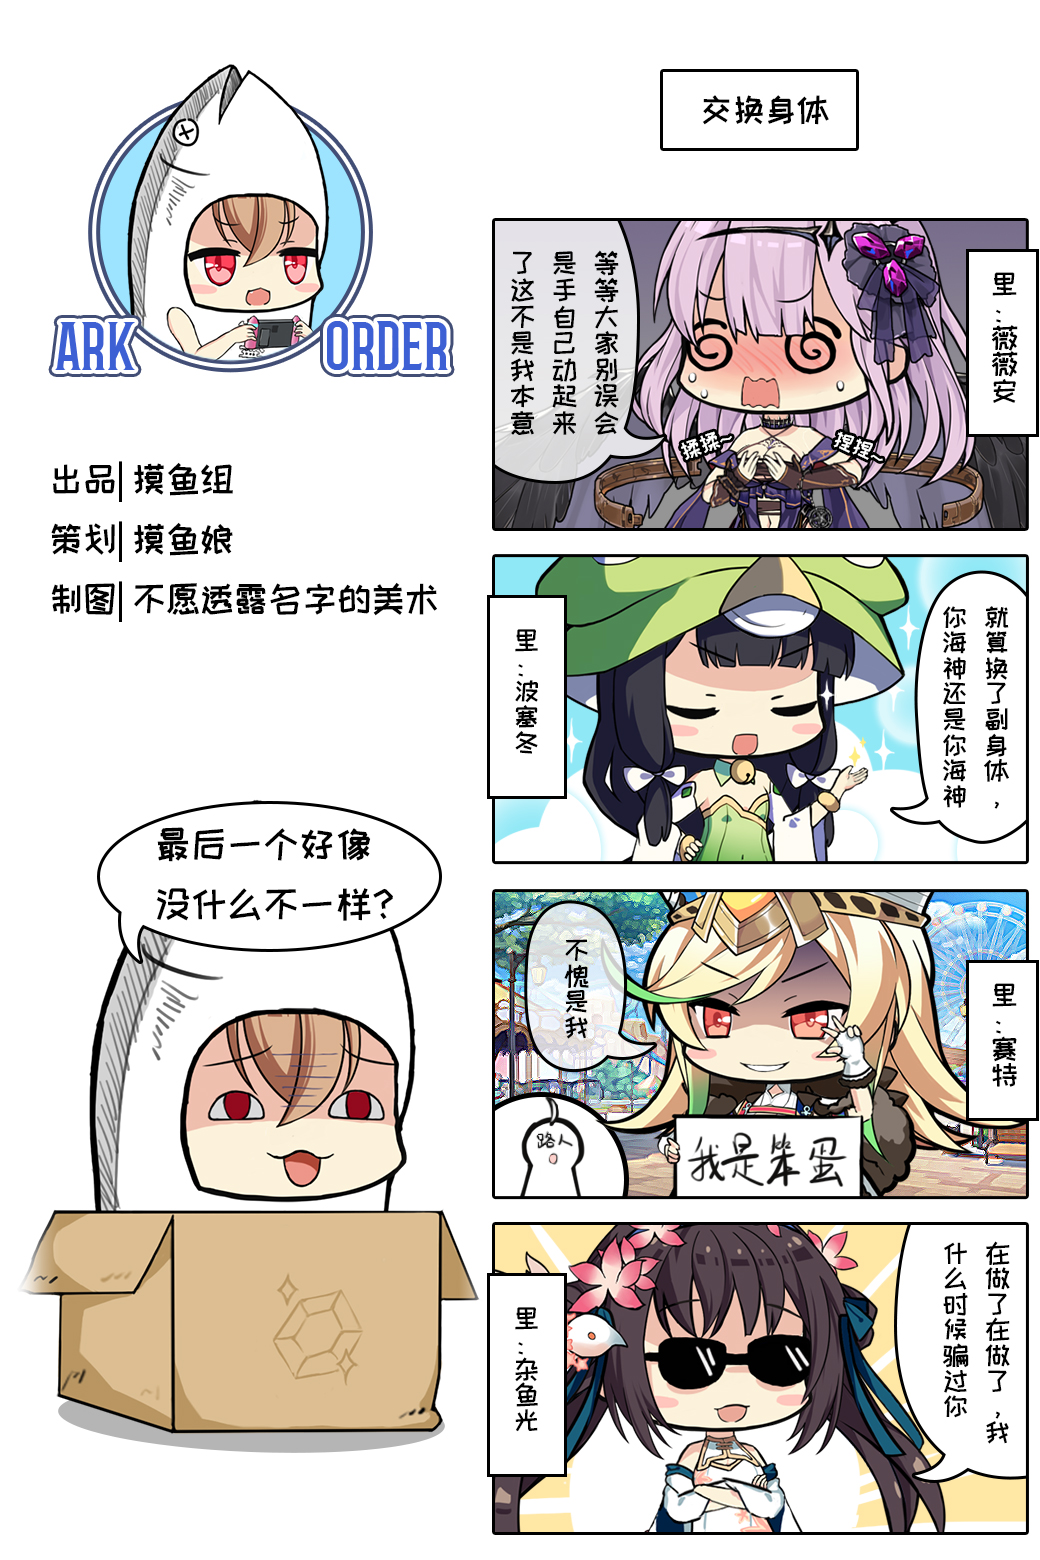 ARK ORDER
出品|摸鱼组
策划|摸鱼娘
制图|不愿透露名字的美术
最后一个好像
没什么不一样?
交换身体
等等大家别误会
是手自己动起来
了这不是我本意
里:薇薇安
揉揉~
捏捏~
里:波塞冬
就算换了副身体,
你海神还是你海神
不愧是我
里:赛特
路人
我是笨蛋
里:杂鱼光
在做了在做了,我
什么时候骗过你